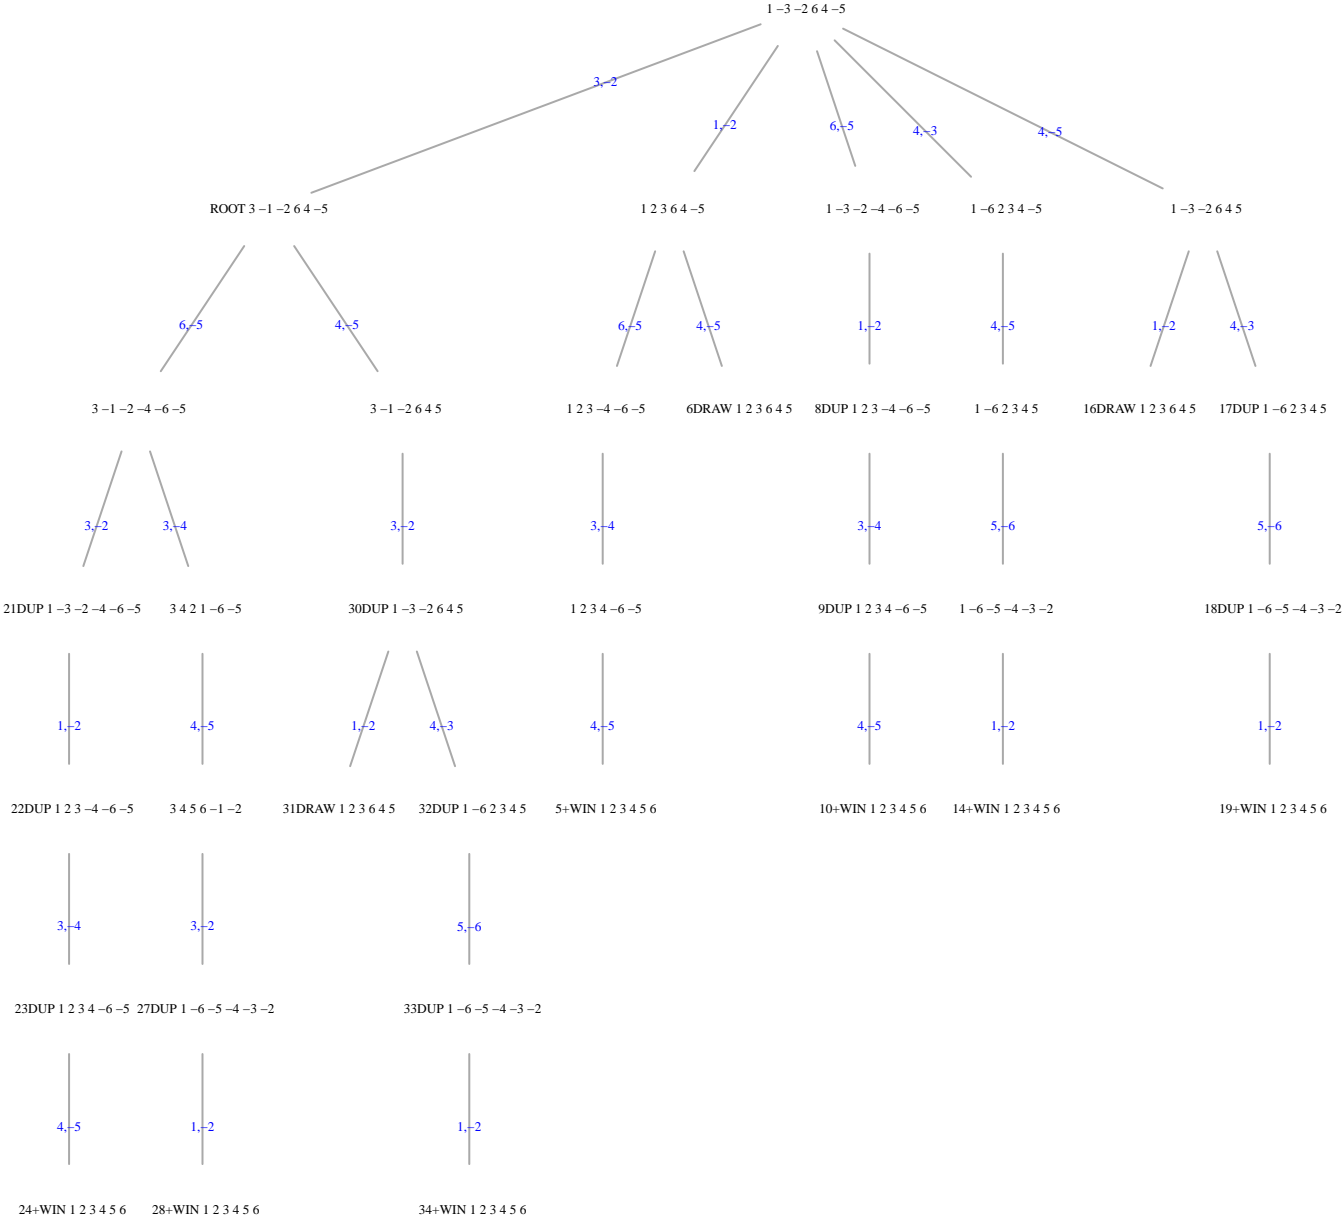 1 −3 −2 6 4 −5
3,−2
1,−2
6,−5
4,−3
4,−5
ROOT 3 −1 −2 6 4 −5
1 2 3 6 4 −5
1 −3 −2 −4 −6 −5
1 −6 2 3 4 −5
1 −3 −2 6 4 5
6,−5
4,−5
6,−5
4,−5
1,−2
4,−5
1,−2
4,−3
3 −1 −2 −4 −6 −5
3 −1 −2 6 4 5
1 2 3 −4 −6 −5
6DRAW 1 2 3 6 4 5
8DUP 1 2 3 −4 −6 −5
1 −6 2 3 4 5
16DRAW 1 2 3 6 4 5
17DUP 1 −6 2 3 4 5
3,−2
3,−4
3,−2
3,−4
3,−4
5,−6
5,−6
21DUP 1 −3 −2 −4 −6 −5
3 4 2 1 −6 −5
30DUP 1 −3 −2 6 4 5
1 2 3 4 −6 −5
9DUP 1 2 3 4 −6 −5
1 −6 −5 −4 −3 −2
18DUP 1 −6 −5 −4 −3 −2
1,−2
4,−5
1,−2
4,−3
4,−5
4,−5
1,−2
1,−2
22DUP 1 2 3 −4 −6 −5
3 4 5 6 −1 −2
31DRAW 1 2 3 6 4 5
32DUP 1 −6 2 3 4 5
5+WIN 1 2 3 4 5 6
10+WIN 1 2 3 4 5 6
14+WIN 1 2 3 4 5 6
19+WIN 1 2 3 4 5 6
3,−4
3,−2
5,−6
23DUP 1 2 3 4 −6 −5
27DUP 1 −6 −5 −4 −3 −2
33DUP 1 −6 −5 −4 −3 −2
4,−5
1,−2
1,−2
24+WIN 1 2 3 4 5 6
28+WIN 1 2 3 4 5 6
34+WIN 1 2 3 4 5 6